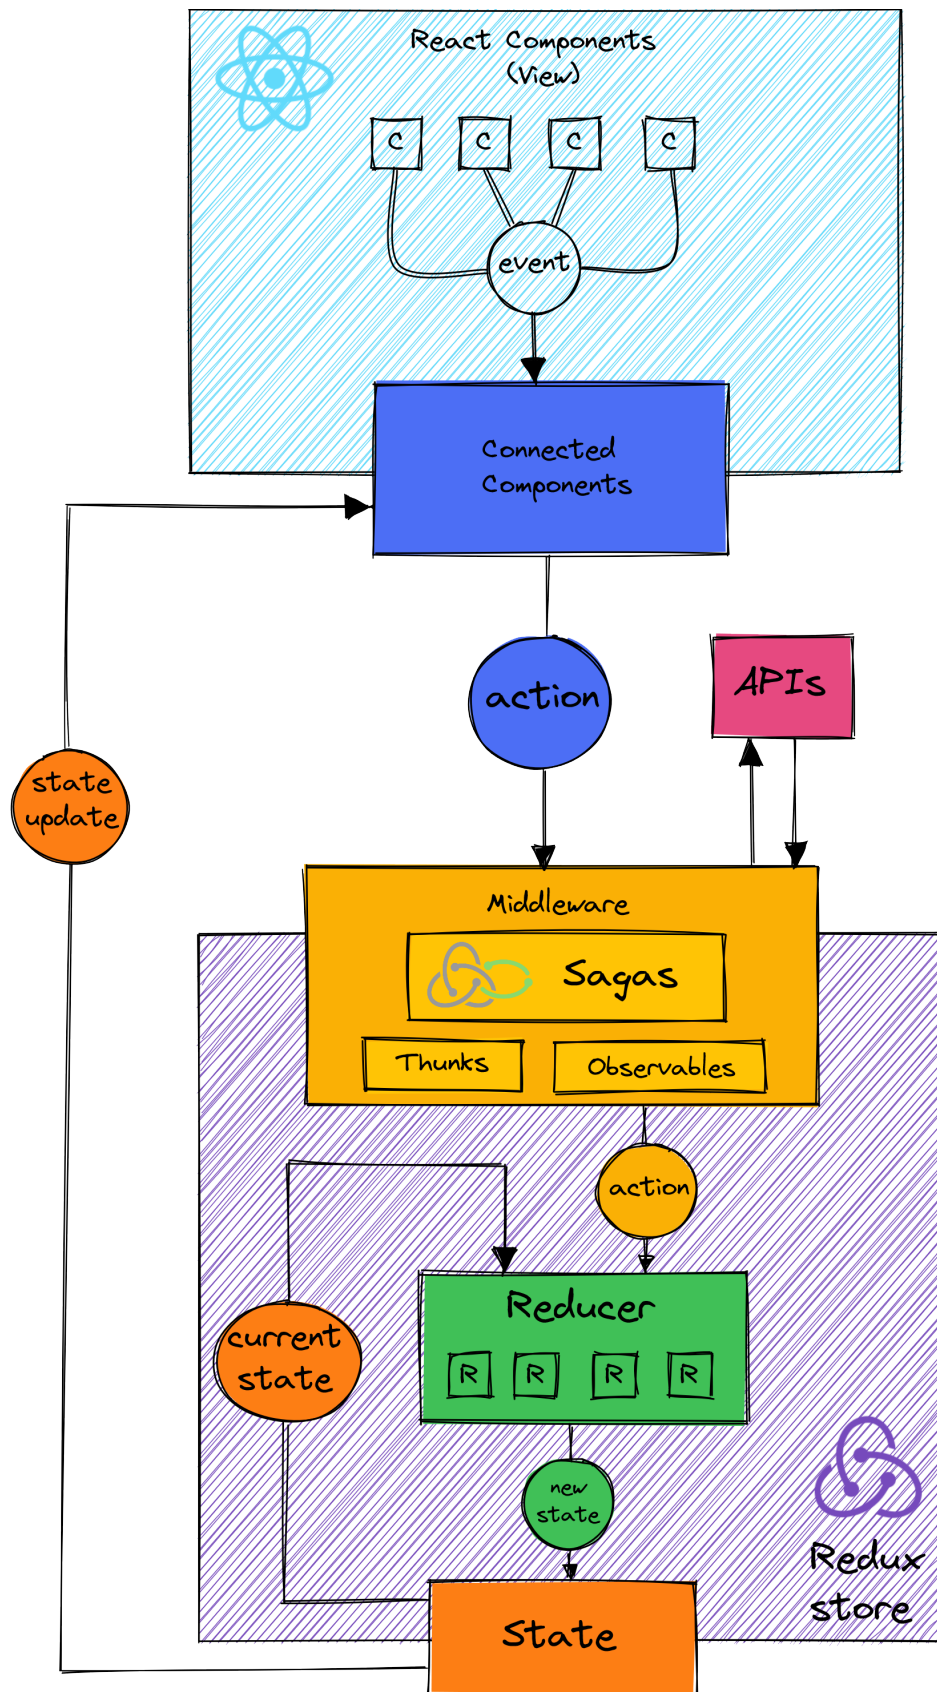 React Components
(View)
C
C
C
C
event
Connected
Components
action
APIs
state
update
Middleware
Sagas
Thunks
Observables
action
Reducer
R
R
R
R
current
state
new
state
Redux
store
State